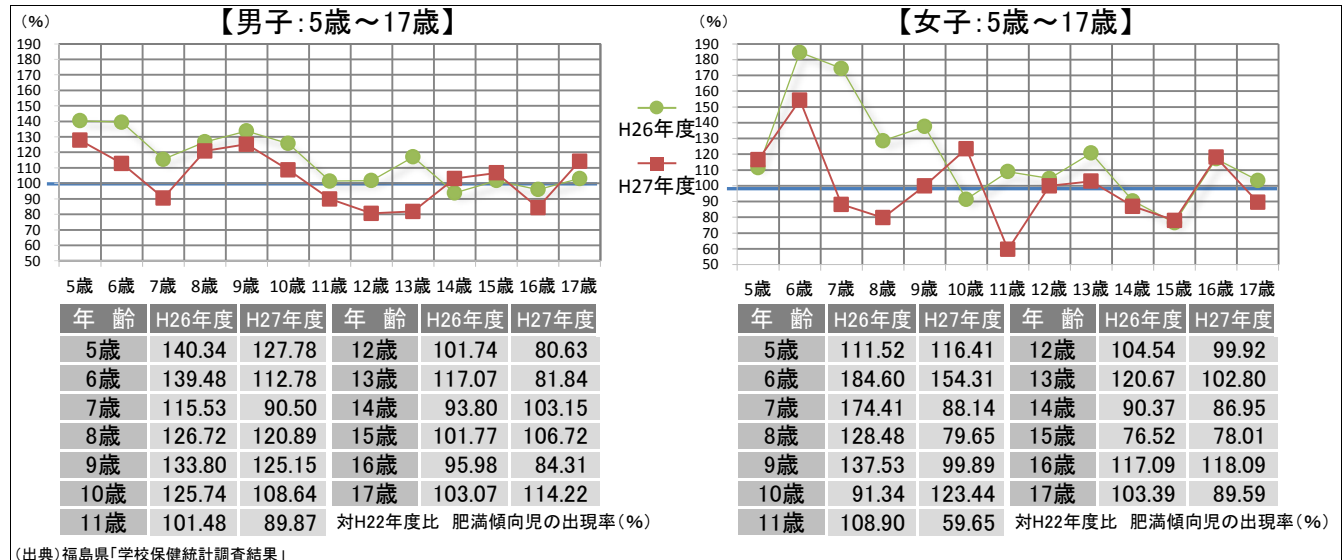 【男子：5歳～17歳】
(%)
190
180
170
160
150
140
130
120
110
100
90
80
70
60
50
5歳 6歳 7歳 8歳 9歳 10歳 11歳 12歳 13歳 14歳 15歳 16歳 17歳
H26年度
H27年度
年 齢 H26年度 H27年度 年 齢 H26年度 H27年度
5歳 140.34 127.78 12歳 101.74 80.63
6歳 139.48 112.78 13歳 117.07 81.84
7歳 115.53 90.50 14歳 93.80 103.15
8歳 126.72 120.89 15歳 101.77 106.72
9歳 133.80 125.15 16歳 95.98 84.31
10歳 125.74 108.64 17歳 103.07 114.22
11歳 101.48 89.87 対H22年度比 肥満傾向児の出現率(%)
【女子：5歳～17歳】
(%)
190
180
170
160
150
140
130
120
110
100
90
80
70
60
50
5歳 6歳 7歳 8歳 9歳 10歳 11歳 12歳 13歳 14歳 15歳 16歳 17歳
年 齢 H26年度 H27年度 年 齢 H26年度 H27年度
5歳 111.52 116.41 12歳 104.54 99.92
6歳 184.60 154.31 13歳 120.67 102.80
7歳 174.41 88.14 14歳 90.37 86.95
8歳 128.48 79.65 15歳 76.52 78.01
9歳 137.53 99.89 16歳 117.09 118.09
10歳 91.34 123.44 17歳 103.39 89.59
11歳 108.90 59.65 対H22年度比 肥満傾向児の出現率(%)
(出典)福島県「学校保健統計調査結果」